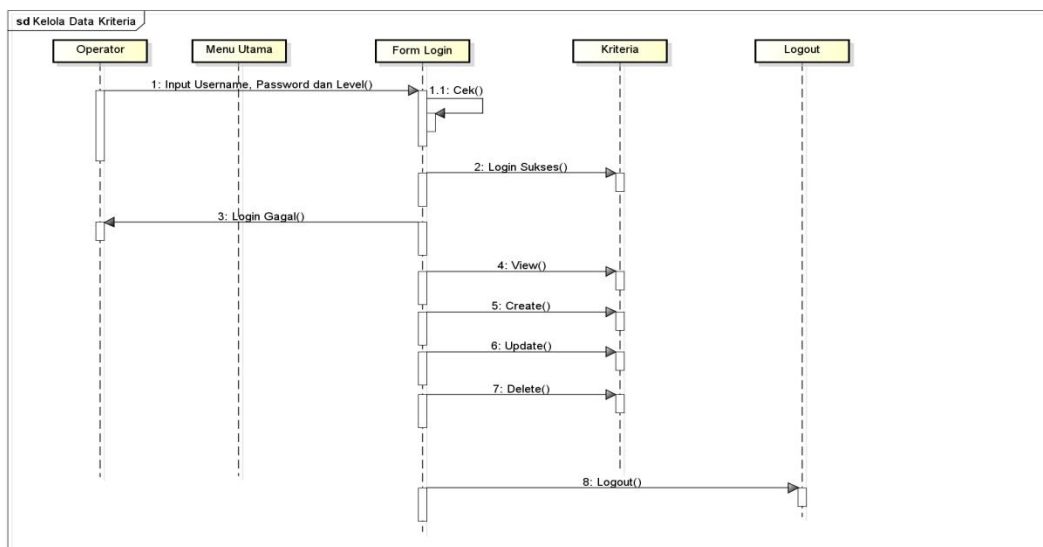 sd Kelola Data Kriteria
Operator
Menu Utama
Form Login
Kriteria
Logout
1: Input Username, Password dan Level()
1.1: Cek()
2: Login Sukses()
3: Login Gagal()
4: View()
5: Create()
6: Update()
7: Delete()
8: Logout()